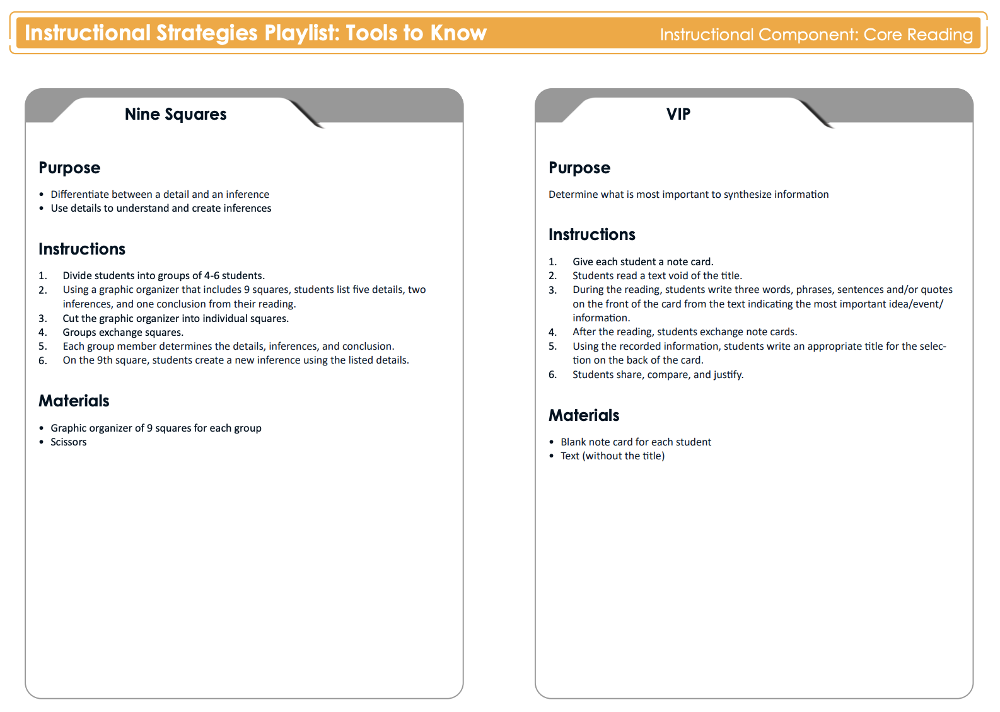 Instructional Strategies Playlist: Tools to Know
Instructional Component: Core Reading
Nine Squares
Purpose
• Differentiate between a detail and an inference
• Use details to understand and create inferences
Instructions
1. Divide students into groups of 4-6 students.
2. Using a graphic organizer that includes 9 squares, students list five details, two
inferences, and one conclusion from their reading.
3. Cut the graphic organizer into individual squares.
4. Groups exchange squares.
5. Each group member determines the details, inferences, and conclusion.
6. On the 9th square, students create a new inference using the listed details.
Materials
• Graphic organizer of 9 squares for each group
• Scissors
VIP
Purpose
Determine what is most important to synthesize information
Instructions
1. Give each student a note card.
2. Students read a text void of the title.
3. During the reading, students write three words, phrases, sentences and/or quotes
on the front of the card from the text indicating the most important idea/event/
information.
4. After the reading, students exchange note cards.
5. Using the recorded information, students write an appropriate title for the selec-
tion on the back of the card.
6. Students share, compare, and justify.
Materials
• Blank note card for each student
• Text (without the title)